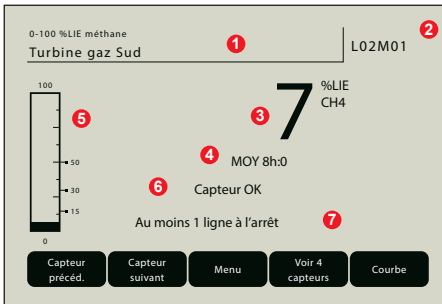 0-100 %LIE méthane
1
2
Turbine gaz Sud
L02M01
100
7
%LIE
CH4
3
5
4
MOY 8h:0
50
6
Capteur OK
30
15
Au moins 1 ligne à l'arrêt
7
0
Capteur précéd.
Capteur suivant
Menu
Voir 4 capteurs
Courbe